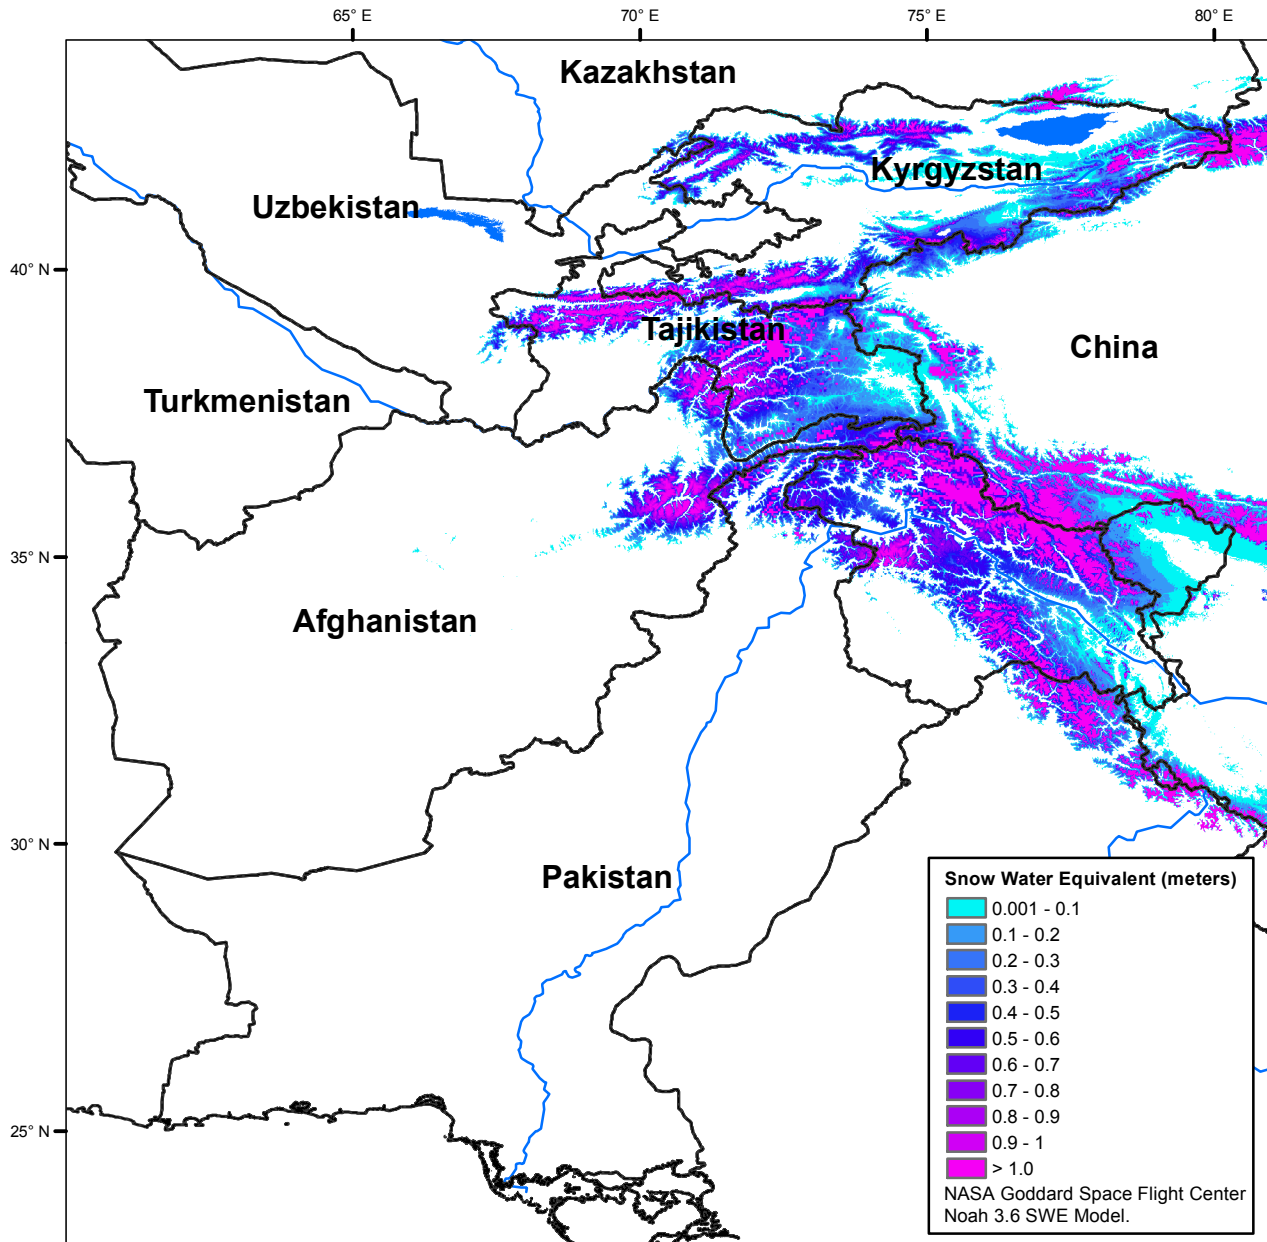 65° E
70° E
75° E
80° E
Kazakhstan
Kyrgyzstan
Uzbekistan
40° N
Tajikistan
China
Turkmenistan
35° N
Afghanistan
30° N
Pakistan
25° N
Snow Water Equivalent (meters)
0.001 - 0.1
0.1 - 0.2
0.2 - 0.3
0.3 - 0.4
0.4 - 0.5
0.5 - 0.6
0.6 - 0.7
0.7 - 0.8
0.8 - 0.9
0.9 - 1
> 1.0
NASA Goddard Space Flight Center
Noah 3.6 SWE Model.